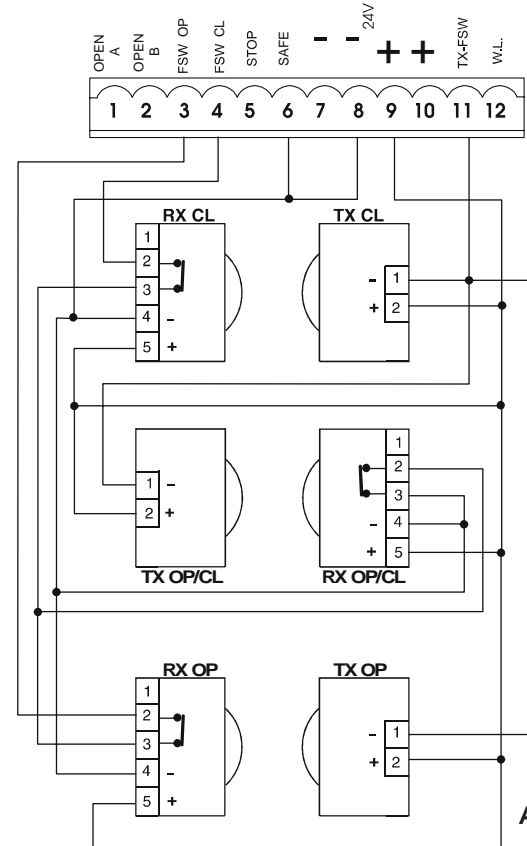 OPEN A
OPEN B
FSW OP
FSW CL
STOP
SAFE
- - 24V
+ +
TX-FSW
W.L.
1 2 3 4 5 6 7 8 9 10 11 12
RX CL
1
2
3
4 -
5 +
TX CL
- 1
+ 2
1 -
2 +
TX OP/CL
1
2
3
- 4
+ 5
RX OP/CL
RX OP
1
2
3
4 -
5 +
TX OP
- 1
+ 2